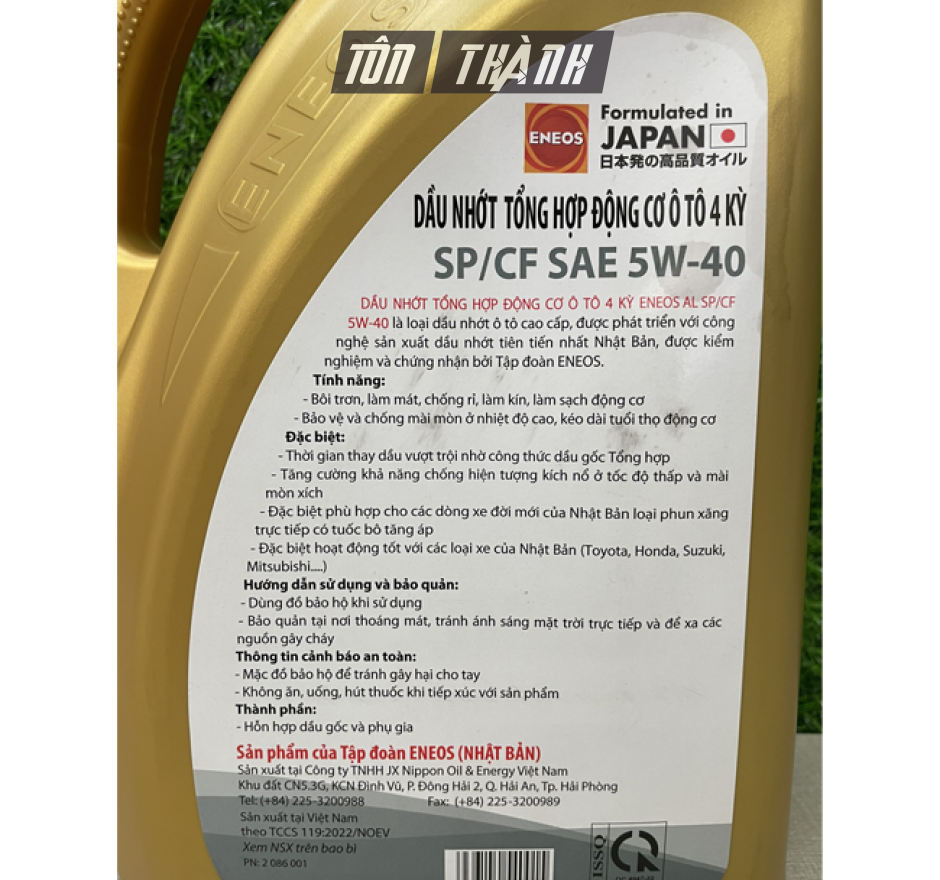 TÔN THÀNH
ENEOS
ENEOS
Formulated in
JAPAN
日本発の高品質オイル
DẦU NHỚT TỔNG HỢP ĐỘNG CƠ Ô TÔ 4 KỲ
SP/CF SAE 5W-40
DẦU NHỚT TỔNG HỢP ĐỘNG CƠ Ô TÔ 4 KỲ ENEOS AL SP/CF
5W-40 là loại dầu nhớt ô tô cao cấp, được phát triển với công
nghệ sản xuất dầu nhớt tiên tiến nhất Nhật Bản, được kiểm
nghiệm và chứng nhận bởi Tập đoàn ENEOS.
Tính năng:
- Bôi trơn, làm mát, chống rỉ, làm kín, làm sạch động cơ
- Bảo vệ và chống mài mòn ở nhiệt độ cao, kéo dài tuổi thọ động cơ
Đặc biệt:
- Thời gian thay dầu vượt trội nhờ công thức dầu gốc Tổng hợp
- Tăng cường khả năng chống hiện tượng kích nổ ở tốc độ thấp và mài
mòn xích
- Đặc biệt phù hợp cho các dòng xe đời mới của Nhật Bản loại phun xăng
trực tiếp có tuốc bô tăng áp
- Đặc biệt hoạt động tốt với các loại xe của Nhật Bản (Toyota, Honda, Suzuki,
Mitsubishi....)
Hướng dẫn sử dụng và bảo quản:
- Dùng đồ bảo hộ khi sử dụng
- Bảo quản tại nơi thoáng mát, tránh ánh sáng mặt trời trực tiếp và để xa các
nguồn gây cháy
Thông tin cảnh báo an toàn:
- Mặc đồ bảo hộ để tránh gây hại cho tay
- Không ăn, uống, hút thuốc khi tiếp xúc với sản phẩm
Thành phần:
- Hỗn hợp dầu gốc và phụ gia
Sản phẩm của Tập đoàn ENEOS (NHẬT BẢN)
Sản xuất tại Công ty TNHH JX Nippon Oil & Energy Việt Nam
Khu đất CN5.3G, KCN Đình Vũ, P. Đông Hải 2, Q. Hải An, Tp. Hải Phòng
Tel: (+84) 225-3200988 Fax: (+84) 225-3200989
Sản xuất tại Việt Nam
theo TCCS 119:2022/NOEV
Xem NSX trên bao bì
PN: 2 086 001
ISSQ